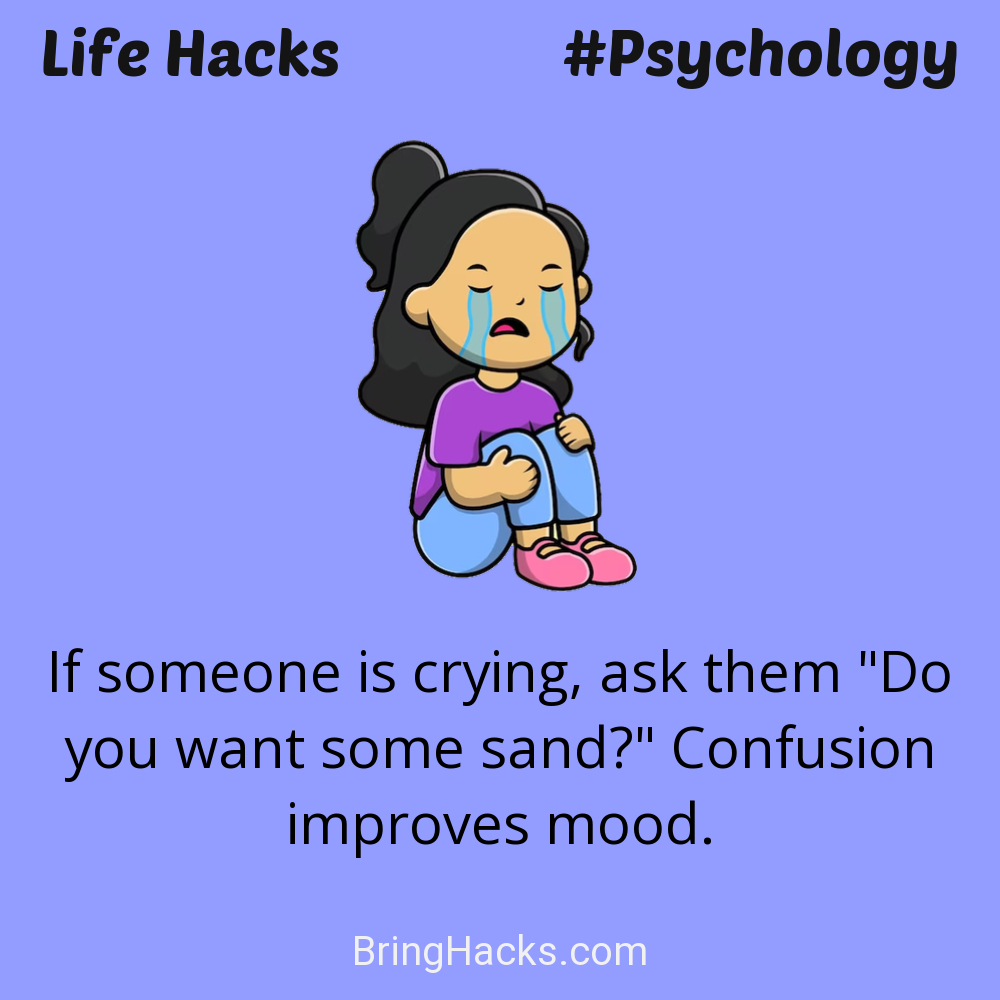 Life Hacks #Psychology
If someone is crying, ask them "Do
you want some sand?" Confusion
improves mood.
BringHacks.com